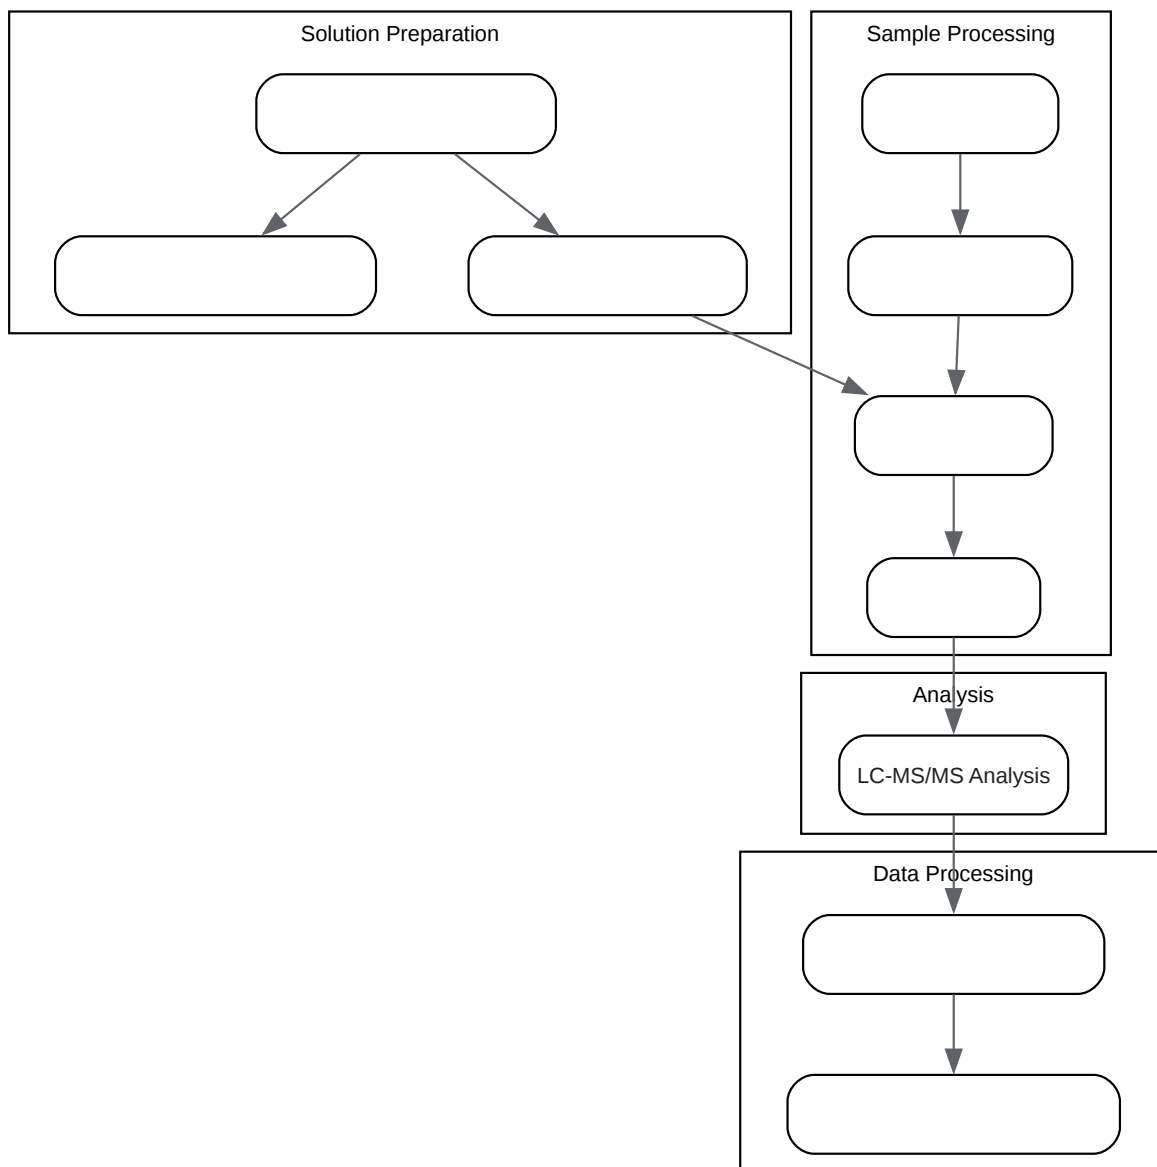 Solution Preparation
Sample Processing
Analysis
LC-MS/MS Analysis
Data Processing